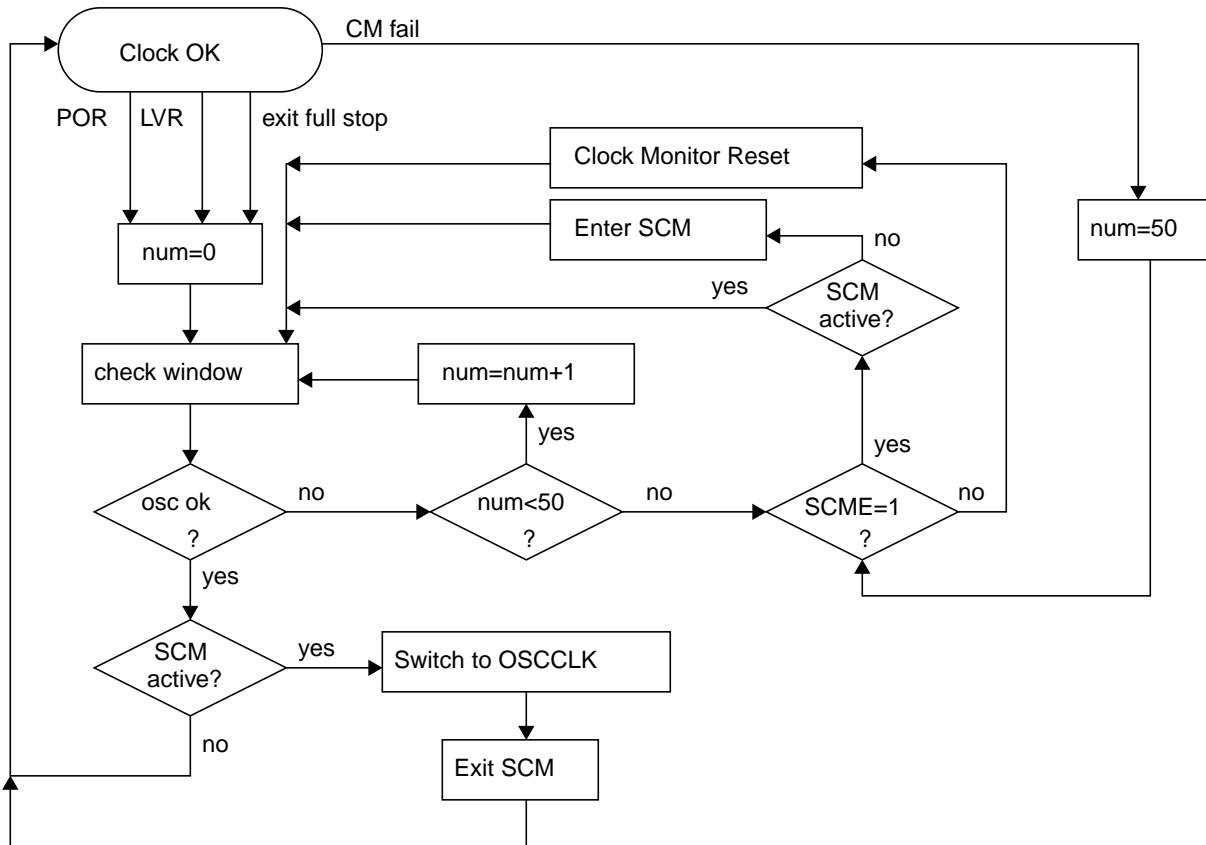 CM fail
Clock OK
POR
LVR
exit full stop
Clock Monitor Reset
Enter SCM
no
num=50
num=0
yes
SCM
active?
check window
num=num+1
yes
yes
osc ok
?
no
num<50
?
no
SCME=1
?
no
yes
SCM
active?
yes
Switch to OSCCLK
no
Exit SCM